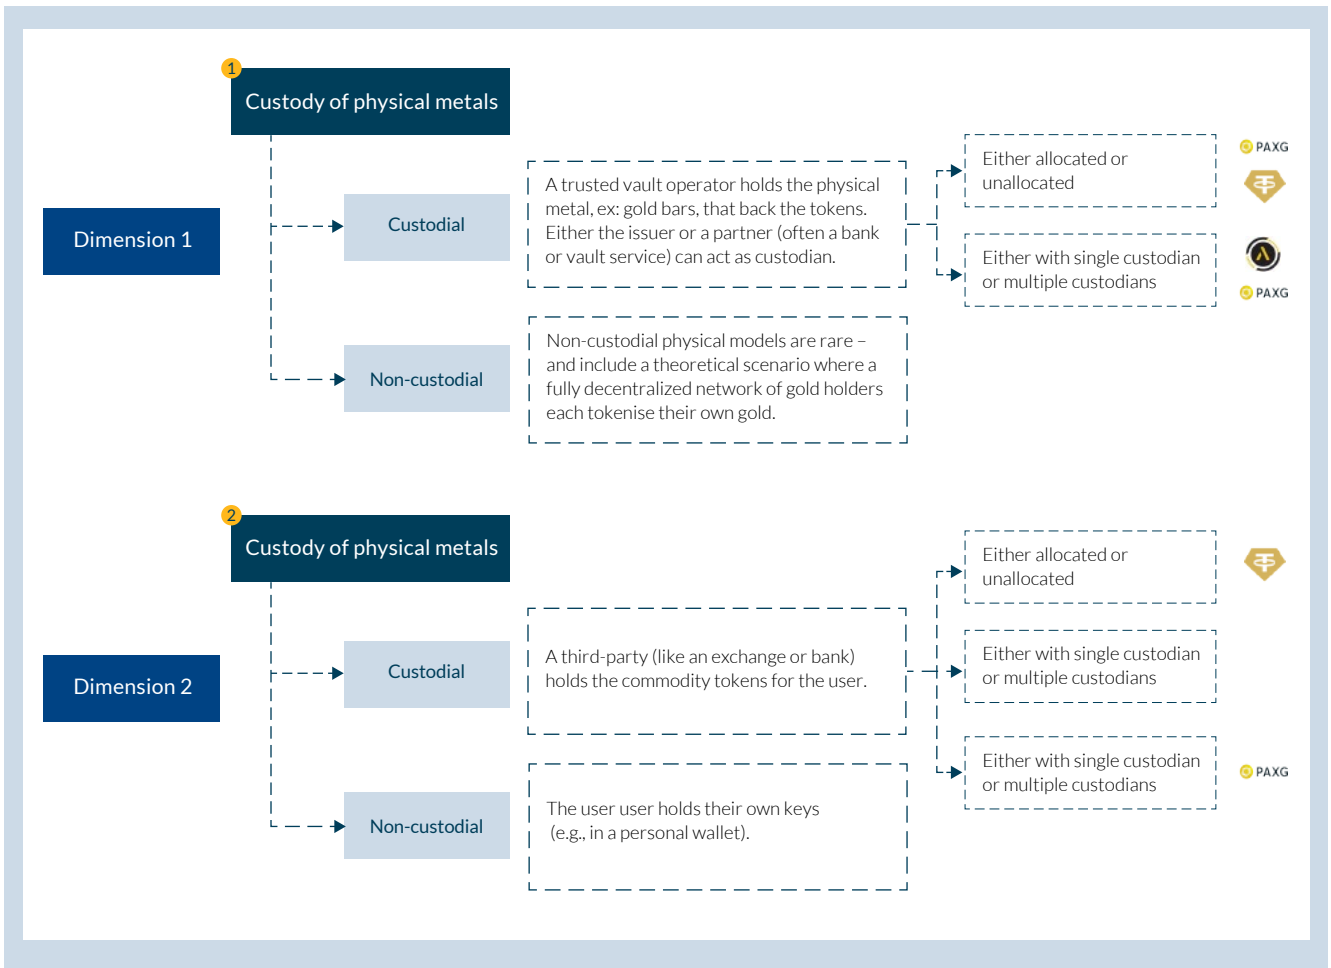 1
Custody of physical metals
Dimension 1
Custodial
A trusted vault operator holds the physical
metal, ex: gold bars, that back the tokens.
Either the issuer or a partner (often a bank
or vault service) can act as custodian.
Either allocated or
unallocated
PAXG
Either with single custodian
or multiple custodians
PAXG
Non-custodial
Non-custodial physical models are rare –
and include a theoretical scenario where a
fully decentralized network of gold holders
each tokenise their own gold.
2
Custody of physical metals
Dimension 2
Custodial
A third-party (like an exchange or bank)
holds the commodity tokens for the user.
Either allocated or
unallocated
Either with single custodian
or multiple custodians
Either with single custodian
or multiple custodians
PAXG
Non-custodial
The user user holds their own keys
(e.g., in a personal wallet).